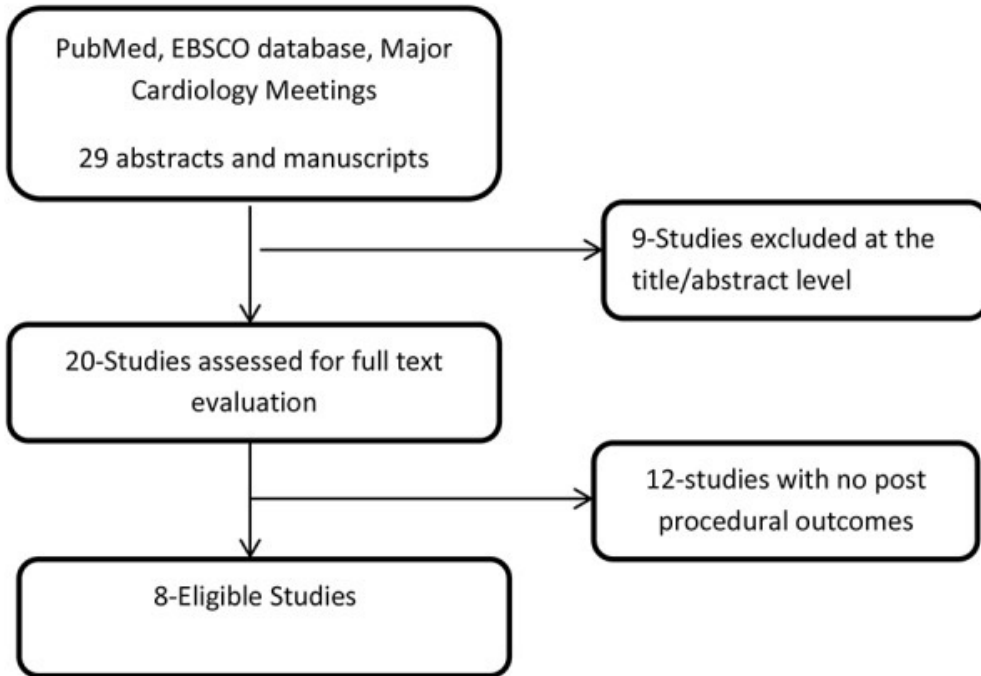 PubMed, EBSCO database, Major
Cardiology Meetings
29 abstracts and manuscripts
9-Studies excluded at the
title/abstract level
20-Studies assessed for full text
evaluation
12-studies with no post
procedural outcomes
8-Eligible Studies